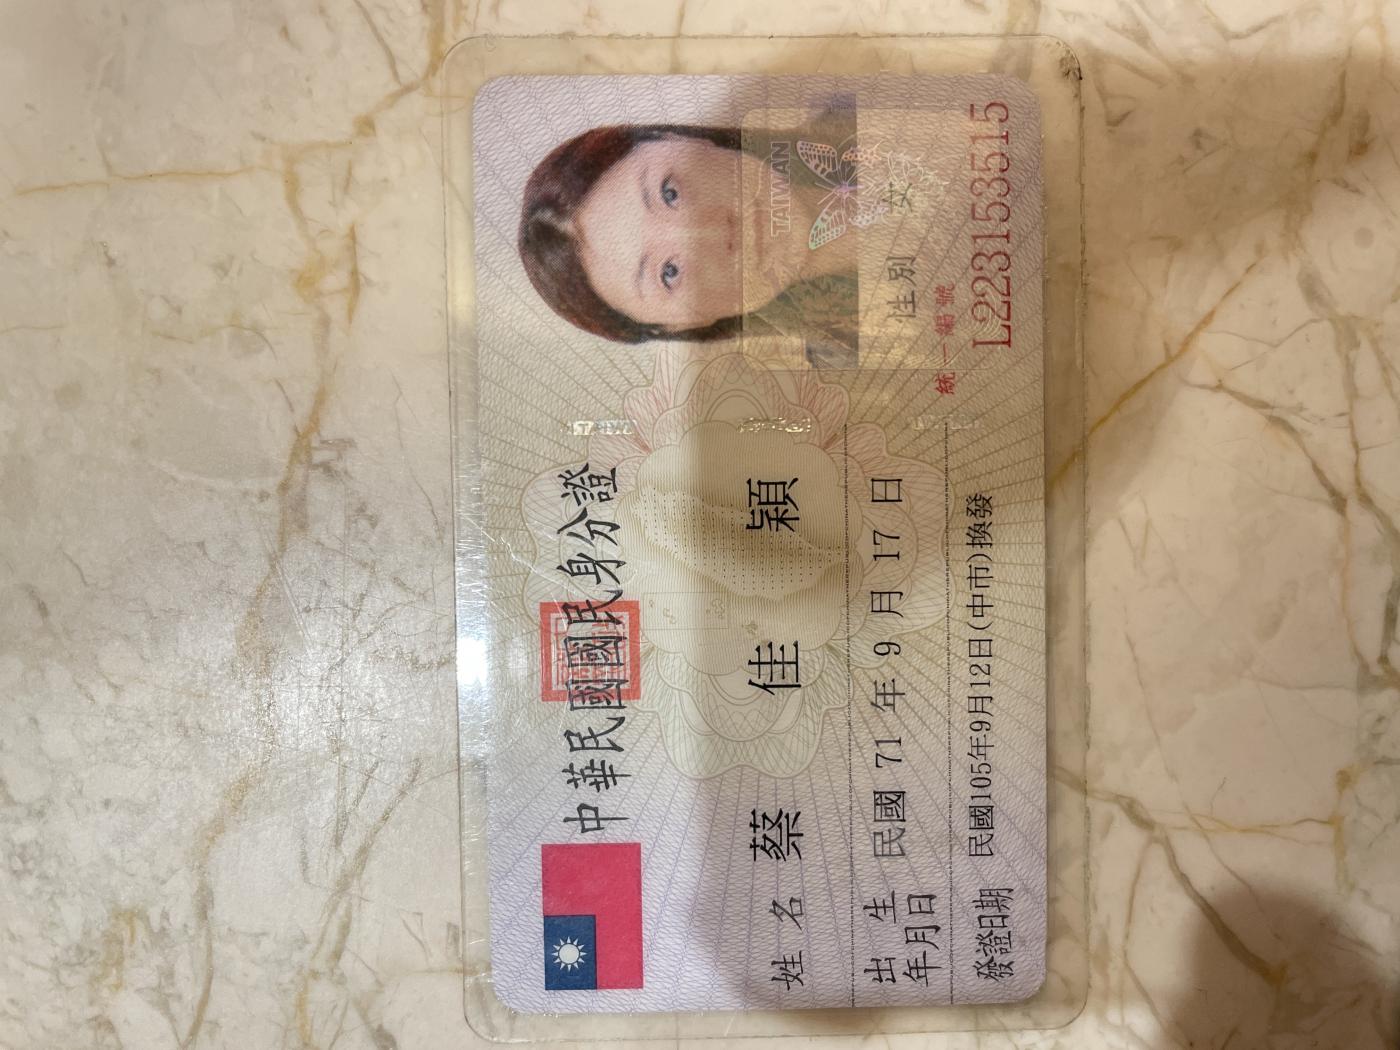 中華民國國民身分證
姓名 蔡佳穎
出生年月日 民國 71 年 9 月 17 日
發證日期 民國105年9月12日(中市)換發
TAIWAN
性別 女
統一編號
L223153515